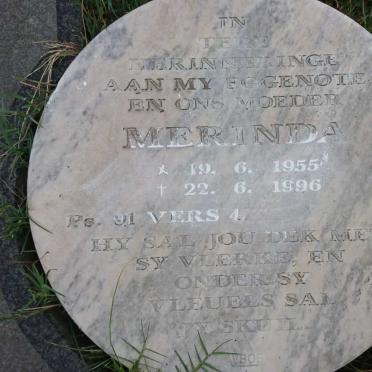 IN
TERE
HERINNERINGE
AAN MY EGGENOTE
EN ONS MOEDER
MERINDA
* 19. 6. 1955
† 22. 6. 1996
Ps. 91 VERS 4.
HY SAL JOU DEK MET
SY VLERKE, EN
ONDER SY
VLEUELS SAL
JY SKUIL.